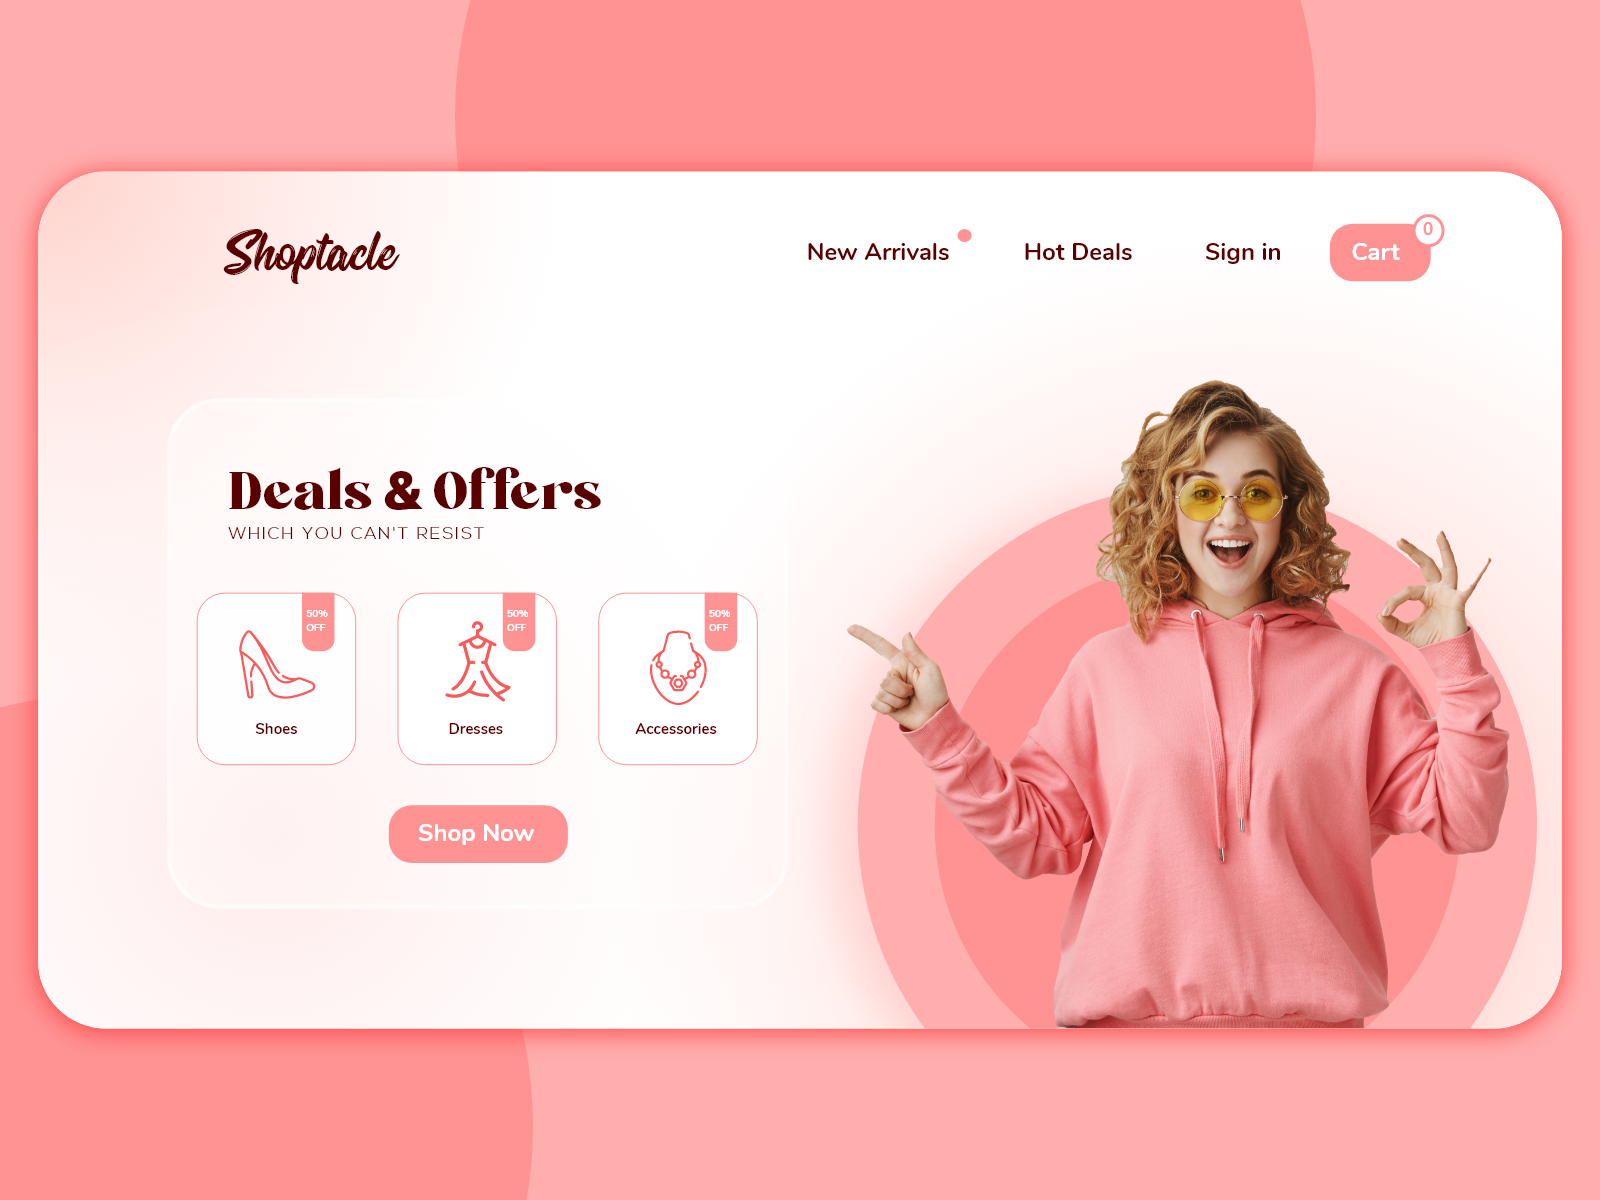 Shoptacle
New Arrivals
Hot Deals
Sign in
Cart
0
Deals & Offers
WHICH YOU CAN'T RESIST
50%
OFF
Shoes
50%
OFF
Dresses
50%
OFF
Accessories
Shop Now